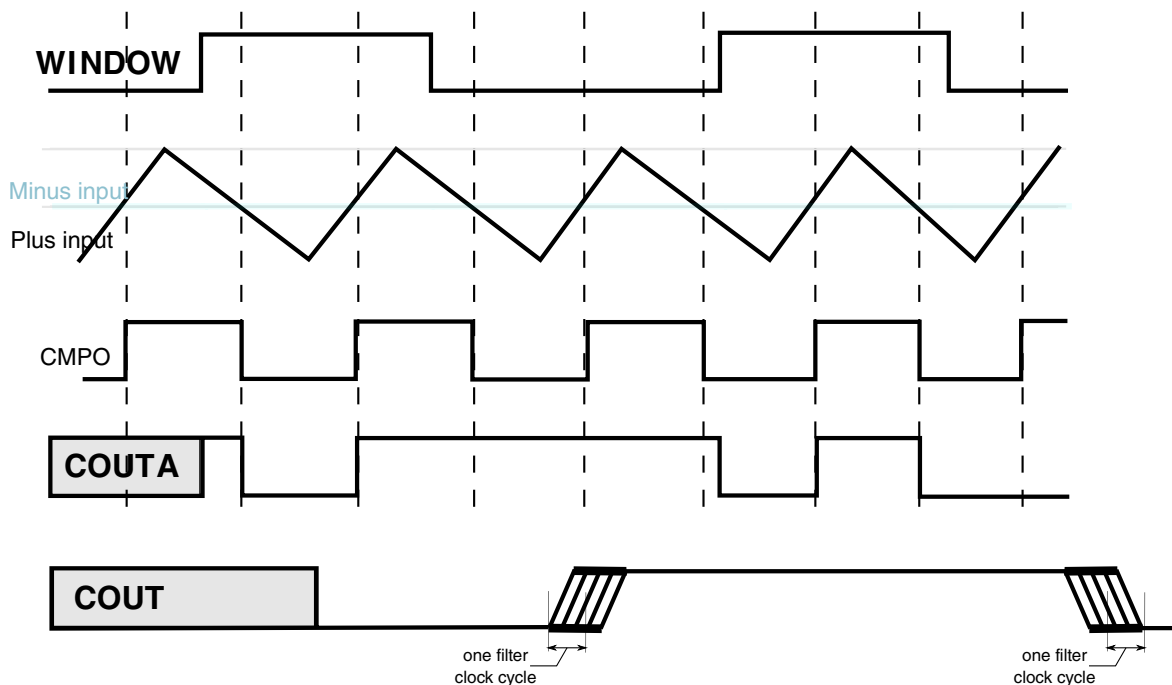 WINDOW
Minus input
Plus input
CMPO
COUTA
COUT
one filter
clock cycle
one filter
clock cycle